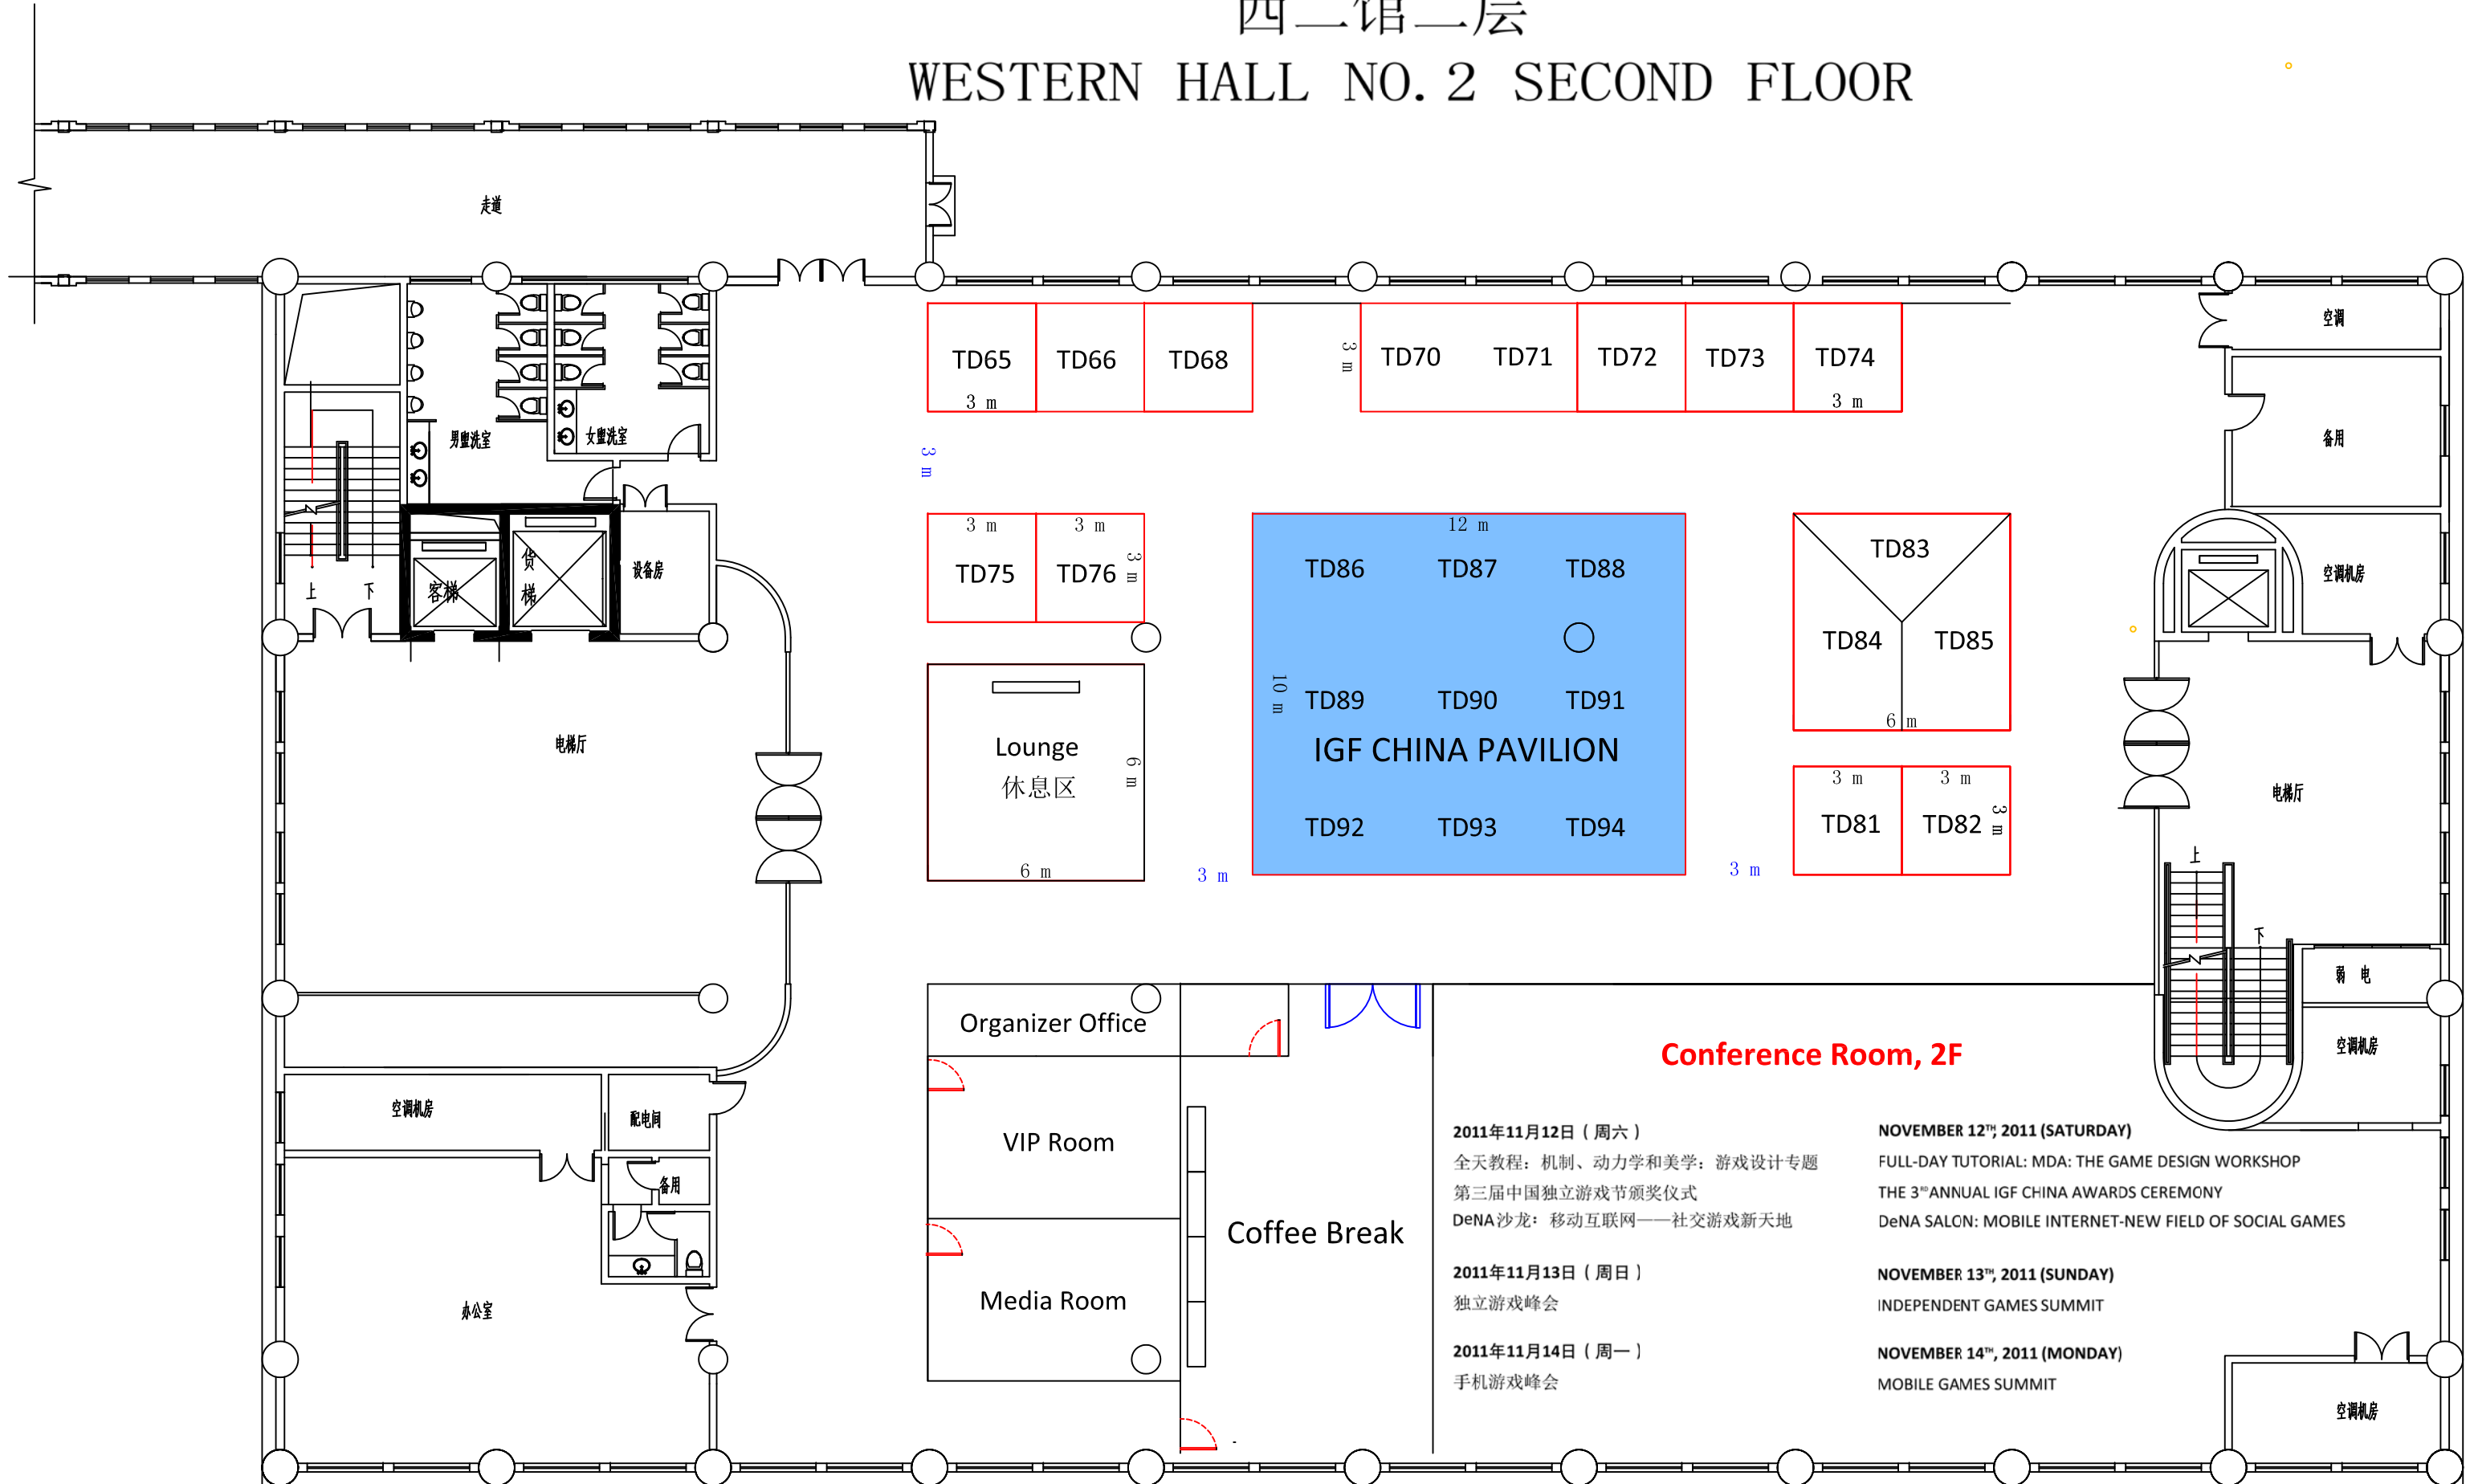 西二馆二层
WESTERN HALL NO.2 SECOND FLOOR
走道
空调
TD65
TD66
TD68
3 m
TD70
TD71
TD72
TD73
TD74
3 m
3 m
男盥洗室
女盥洗室
备用
3 m
3 m
3 m
12 m
货梯
客梯
设备房
上
下
TD75
TD76
3 m
TD86
TD87
TD88
TD83
空调机房
TD84
TD85
10 m
TD89
TD90
TD91
6 m
电梯厅
Lounge
休息区
6 m
IGF CHINA PAVILION
3 m
3 m
电梯厅
TD92
TD93
TD94
TD81
TD82
3 m
6 m
3 m
3 m
上
下
弱 电
Organizer Office
Conference Room, 2F
空调机房
空调机房
配电间
VIP Room
备用
Coffee Break
Media Room
办公室
2011年11月12日（周六）
全天教程：机制、动力学和美学：游戏设计专题
第三届中国独立游戏节颁奖仪式
DeNA沙龙：移动互联网——社交游戏新天地
2011年11月13日（周日）
独立游戏峰会
2011年11月14日（周一）
手机游戏峰会
NOVEMBER 12TH, 2011 (SATURDAY)
FULL-DAY TUTORIAL: MDA: THE GAME DESIGN WORKSHOP
THE 3RD ANNUAL IGF CHINA AWARDS CEREMONY
DeNA SALON: MOBILE INTERNET-NEW FIELD OF SOCIAL GAMES
NOVEMBER 13TH, 2011 (SUNDAY)
INDEPENDENT GAMES SUMMIT
NOVEMBER 14TH, 2011 (MONDAY)
MOBILE GAMES SUMMIT
空调机房